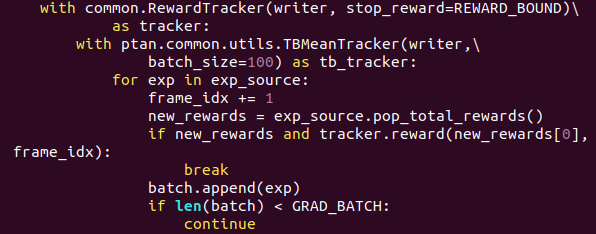 with common.RewardTracker(writer, stop_reward=REWARD_BOUND)\
as tracker:
with ptan.common.utils.TBMeanTracker(writer,\
batch_size=100) as tb_tracker:
for exp in exp_source:
frame_idx += 1
new_rewards = exp_source.pop_total_rewards()
if new_rewards and tracker.reward(new_rewards[0],
frame_idx):
break
batch.append(exp)
if len(batch) < GRAD_BATCH:
continue